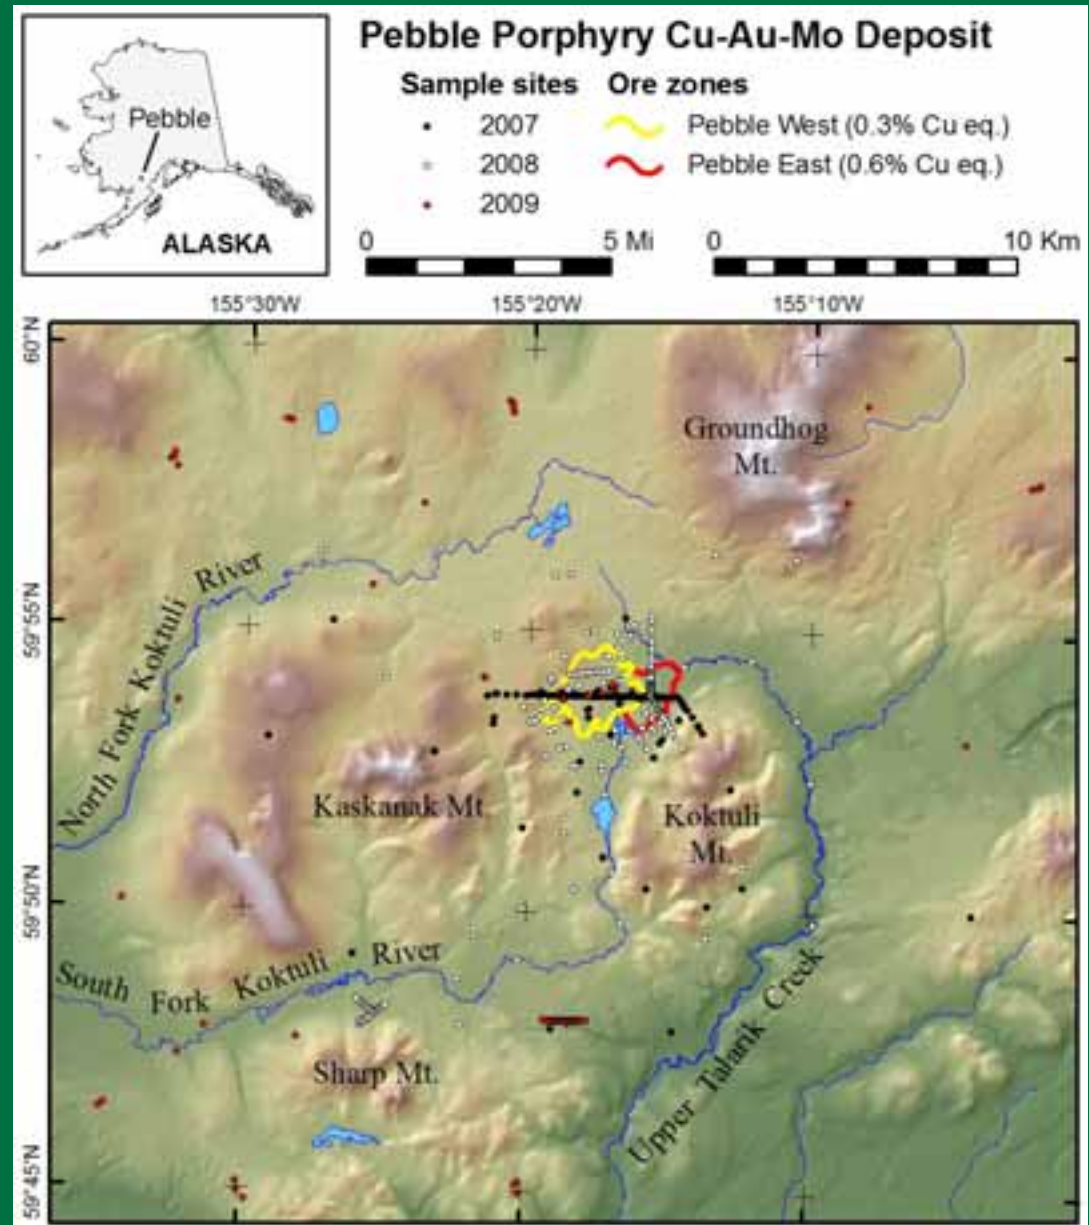 Pebble Porphyry Cu-Au-Mo Deposit
Pebble
ALASKA
Sample sites
2007
2008
2009
Ore zones
Pebble West (0.3% Cu eq.)
Pebble East (0.6% Cu eq.)
0 5 Mi
0 10 Km
155°30'W 155°20'W 155°10'W
60°N
59°55'N
59°50'N
59°45'N
Groundhog
Mt.
North Fork Koktuli River
Kaskanak Mt
Koktuli
Mt.
South Fork Koktuli River
Sharp Mt.
Upper Talarik Creek